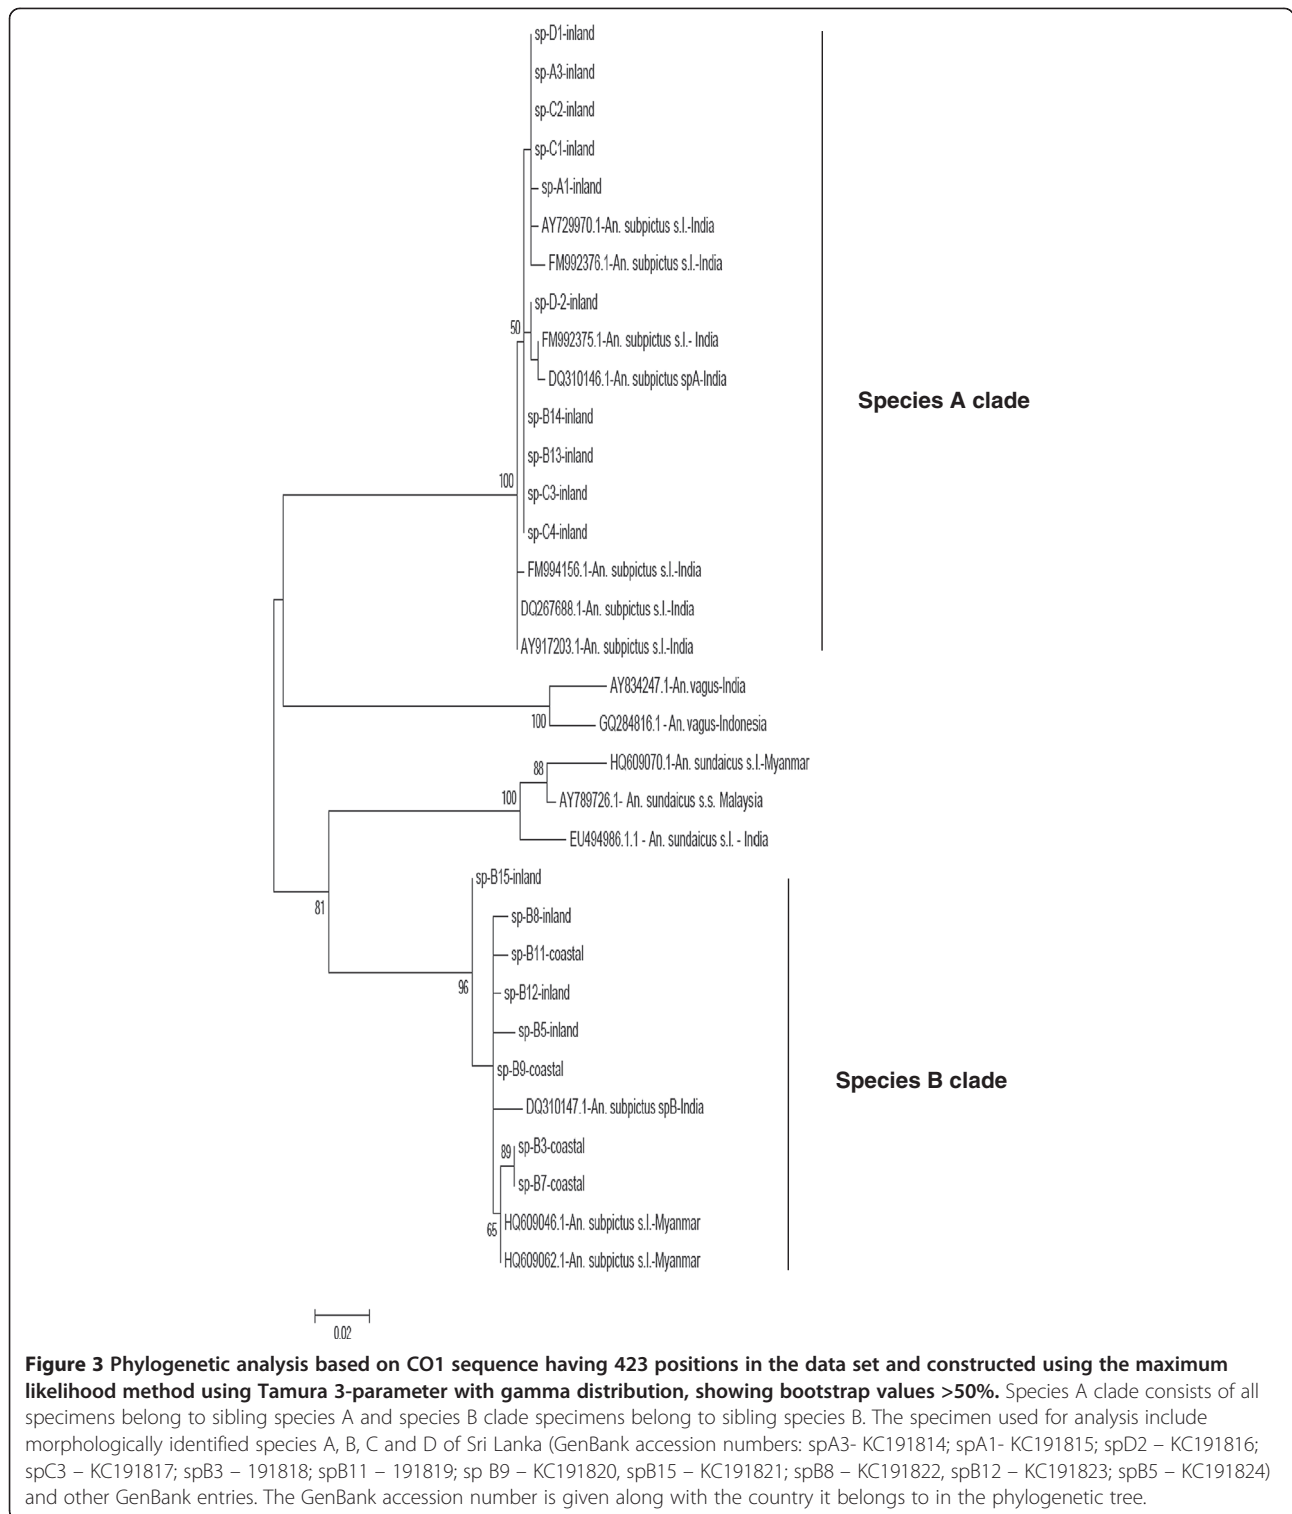 sp-D1-inland
sp-A3-inland
sp-C2-inland
sp-C1-inland
sp-A1-inland
AY729970.1-An. subpictus s.l.-India
FM992376.1-An. subpictus s.l.-India
sp-D-2-inland
50
FM992375.1-An. subpictus s.l.- India
DQ310146.1-An. subpictus spA-India
Species A clade
sp-B14-inland
sp-B13-inland
100
sp-C3-inland
sp-C4-inland
FM994156.1-An. subpictus s.l.-India
DQ267688.1-An. subpictus s.l.-India
AY917203.1-An. subpictus s.l.-India
AY834247.1-An. vagus-India
100
GQ284816.1 - An. vagus-Indonesia
HQ609070.1-An. sundaicus s.l.-Myanmar
88
100
AY789726.1- An. sundaicus s.s. Malaysia
EU494986.1.1 - An. sundaicus s.l. - India
sp-B15-inland
81
sp-B8-inland
sp-B11-coastal
96
sp-B12-inland
sp-B5-inland
sp-B9-coastal
Species B clade
DQ310147.1-An. subpictus spB-India
89
sp-B3-coastal
sp-B7-coastal
65
HQ609046.1-An. subpictus s.l.-Myanmar
HQ609062.1-An. subpictus s.l.-Myanmar
0.02
Figure 3 Phylogenetic analysis based on CO1 sequence having 423 positions in the data set and constructed using the maximum
likelihood method using Tamura 3-parameter with gamma distribution, showing bootstrap values >50%. Species A clade consists of all
specimens belong to sibling species A and species B clade specimens belong to sibling species B. The specimen used for analysis include
morphologically identified species A, B, C and D of Sri Lanka (GenBank accession numbers: spA3- KC191814; spA1- KC191815; spD2 – KC191816;
spC3 – KC191817; spB3 – 191818; spB11 – 191819; sp B9 – KC191820, spB15 – KC191821; spB8 – KC191822, spB12 – KC191823; spB5 – KC191824)
and other GenBank entries. The GenBank accession number is given along with the country it belongs to in the phylogenetic tree.